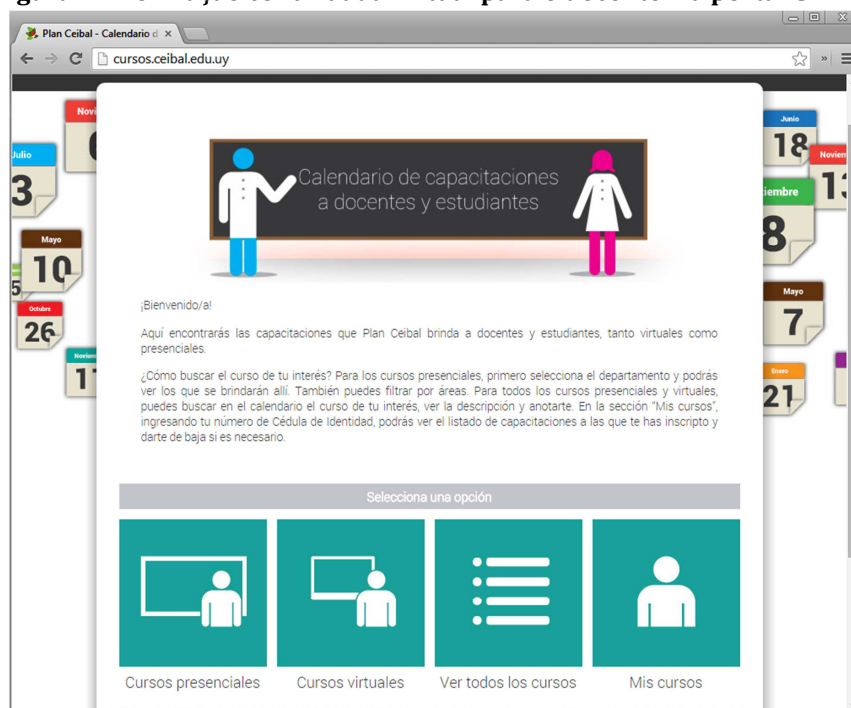 Plan Ceibal - Calendario d
cursos.ceibal.edu.uy
Julio
3
Mayo
10
5
Octubre
26
Junio
18
8
Mayo
7
Enero
21
Calendario de capacitaciones
a docentes y estudiantes
¡Bienvenido/a!
Aquí encontrarás las capacitaciones que Plan Ceibal brinda a docentes y estudiantes, tanto virtuales como
presenciales.
¿Cómo buscar el curso de tu interés? Para los cursos presenciales, primero selecciona el departamento y podrás
ver los que se brindarán allí. También puedes filtrar por áreas. Para todos los cursos presenciales y virtuales,
puedes buscar en el calendario el curso de tu interés, ver la descripción y anotarte. En la sección “Mis cursos”,
ingresando tu número de Cédula de Identidad, podrás ver el listado de capacitaciones a las que te has inscripto y
darte de baja si es necesario.
Selecciona una opción
Cursos presenciales
Cursos virtuales
Ver todos los cursos
Mis cursos